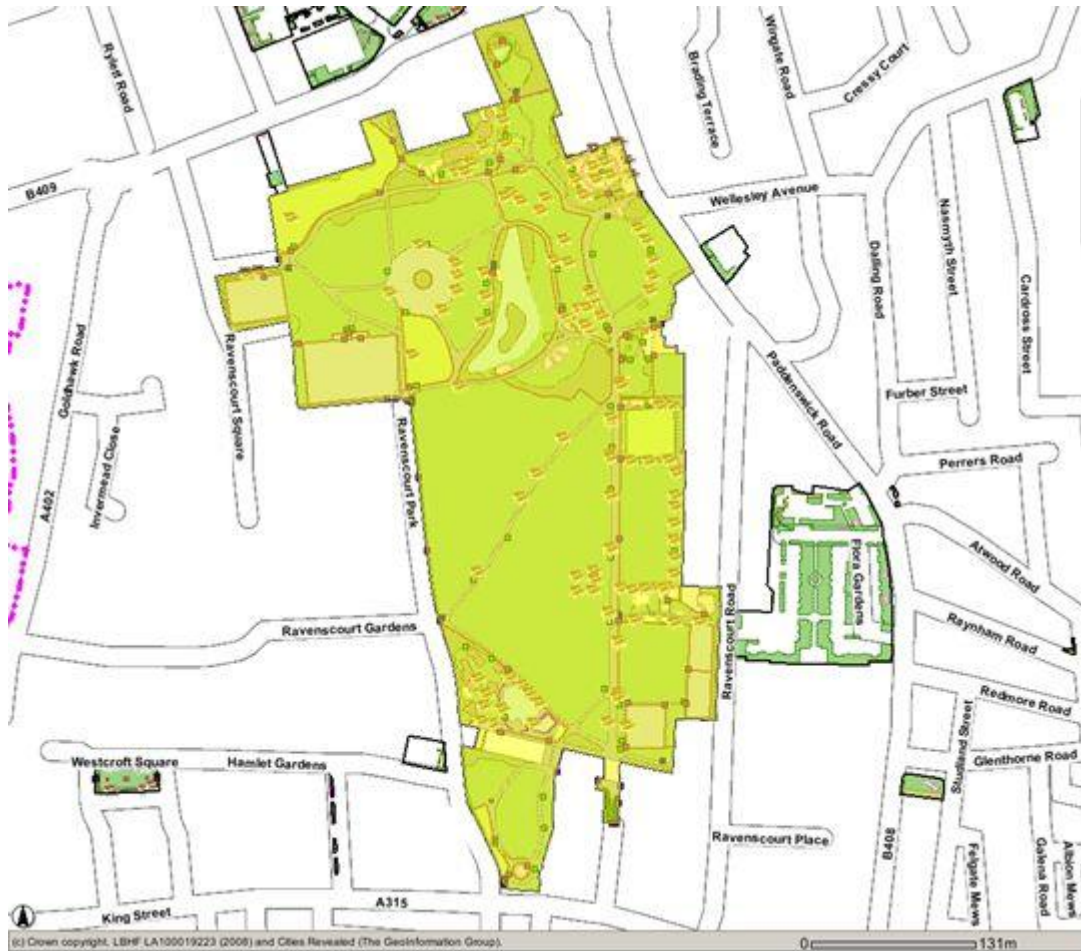 Rylett Road
B
Wingate Road
Brading Terrace
Cressy Court
B409
Wellesley Avenue
Nasmyth Street
Dalling Road
Cardross Street
Goldhawk Road
Ravenscourt Square
Paddenswick Road
Furber Street
Invermead Close
Ravenscourt Park
Perrers Road
A402
Flora Gardens
Atwood Road
Ravenscourt Gardens
Ravenscourt Road
Raynham Road
Redmore Road
Studland Street
Westcroft Square
Hamlet Gardens
Glenthorne Road
Ravenscourt Place
B408
Felgate Mews
Galena Road
Albion Mews
King Street
A315
(c) Crown copyright. LBHF LA100019223 (2008) and Cities Revealed (The GeoInformation Group).
0 131m